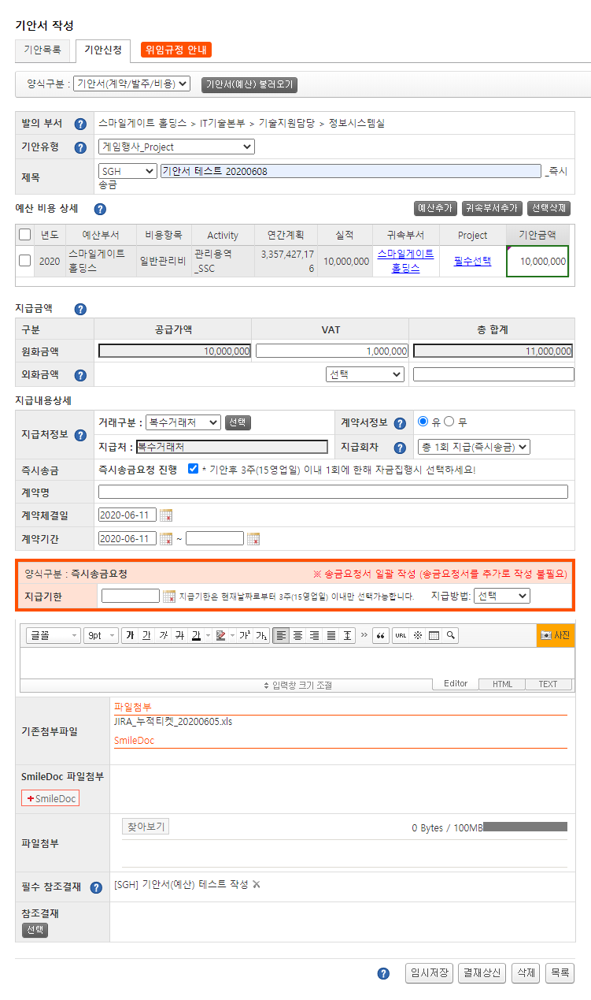 기안서 작성
기안목록 기안신청 위임규정 안내
양식구분 : 기안서(계약/발주/비용) 기안서(예산) 불러오기
발의 부서 ? 스마일게이트 홀딩스 > IT기술본부 > 기술지원담당 > 정보시스템실
기안유형 ? 게임행사_Project
제목 SGH 기안서 테스트 20200608 _즉시
송금
예산 비용 상세 ? 예산추가 귀속부서추가 선택삭제
년도 예산부서 비용항목 Activity 연간계획 실적 귀속부서 Project 기안금액
2020 스마일게이트 홀딩스 일반관리비 관리용역_SSC 3,357,427,176 10,000,000 스마일게이트 홀딩스 필수선택 10,000,000
지급금액 ?
구분 공급가액 VAT 총 합계
원화금액 10,000,000 1,000,000 11,000,000
외화금액 ? 선택
지급내용상세
지급처정보 ? 거래구분 : 복수거래처 선택 계약서정보 ? 유 무
지급처 : 복수거래처 지급회차 ? 총 1회 지급(즉시송금)
즉시송금 즉시송금요청 진행 * 기안후 3주(15영업일) 이내 1회에 한해 자금집행시 선택하세요!
계약명
계약체결일 2020-06-11
계약기간 2020-06-11 ~
양식구분 : 즉시송금요청 ※ 송금요청서 일괄 작성 (송금요청서를 추가로 작성 불필요)
지급기한 지급기한은 현재날짜로부터 3주(15영업일) 이내만 선택가능합니다. 지급방법: 선택
글꼴 9pt 가 가 가 가 가 가 가¹ 가₁ » “ URL ※ 사진
입력창 크기 조절 Editor HTML TEXT
기존첨부파일 파일첨부
JIRA_누적티켓_20200605.xls
SmileDoc
SmileDoc 파일첨부
+SmileDoc
파일첨부 찾아보기 0 Bytes / 100MB
필수 참조결재 ? [SGH] 기안서(예산) 테스트 작성
참조결재
선택
? 임시저장 결재상신 삭제 목록